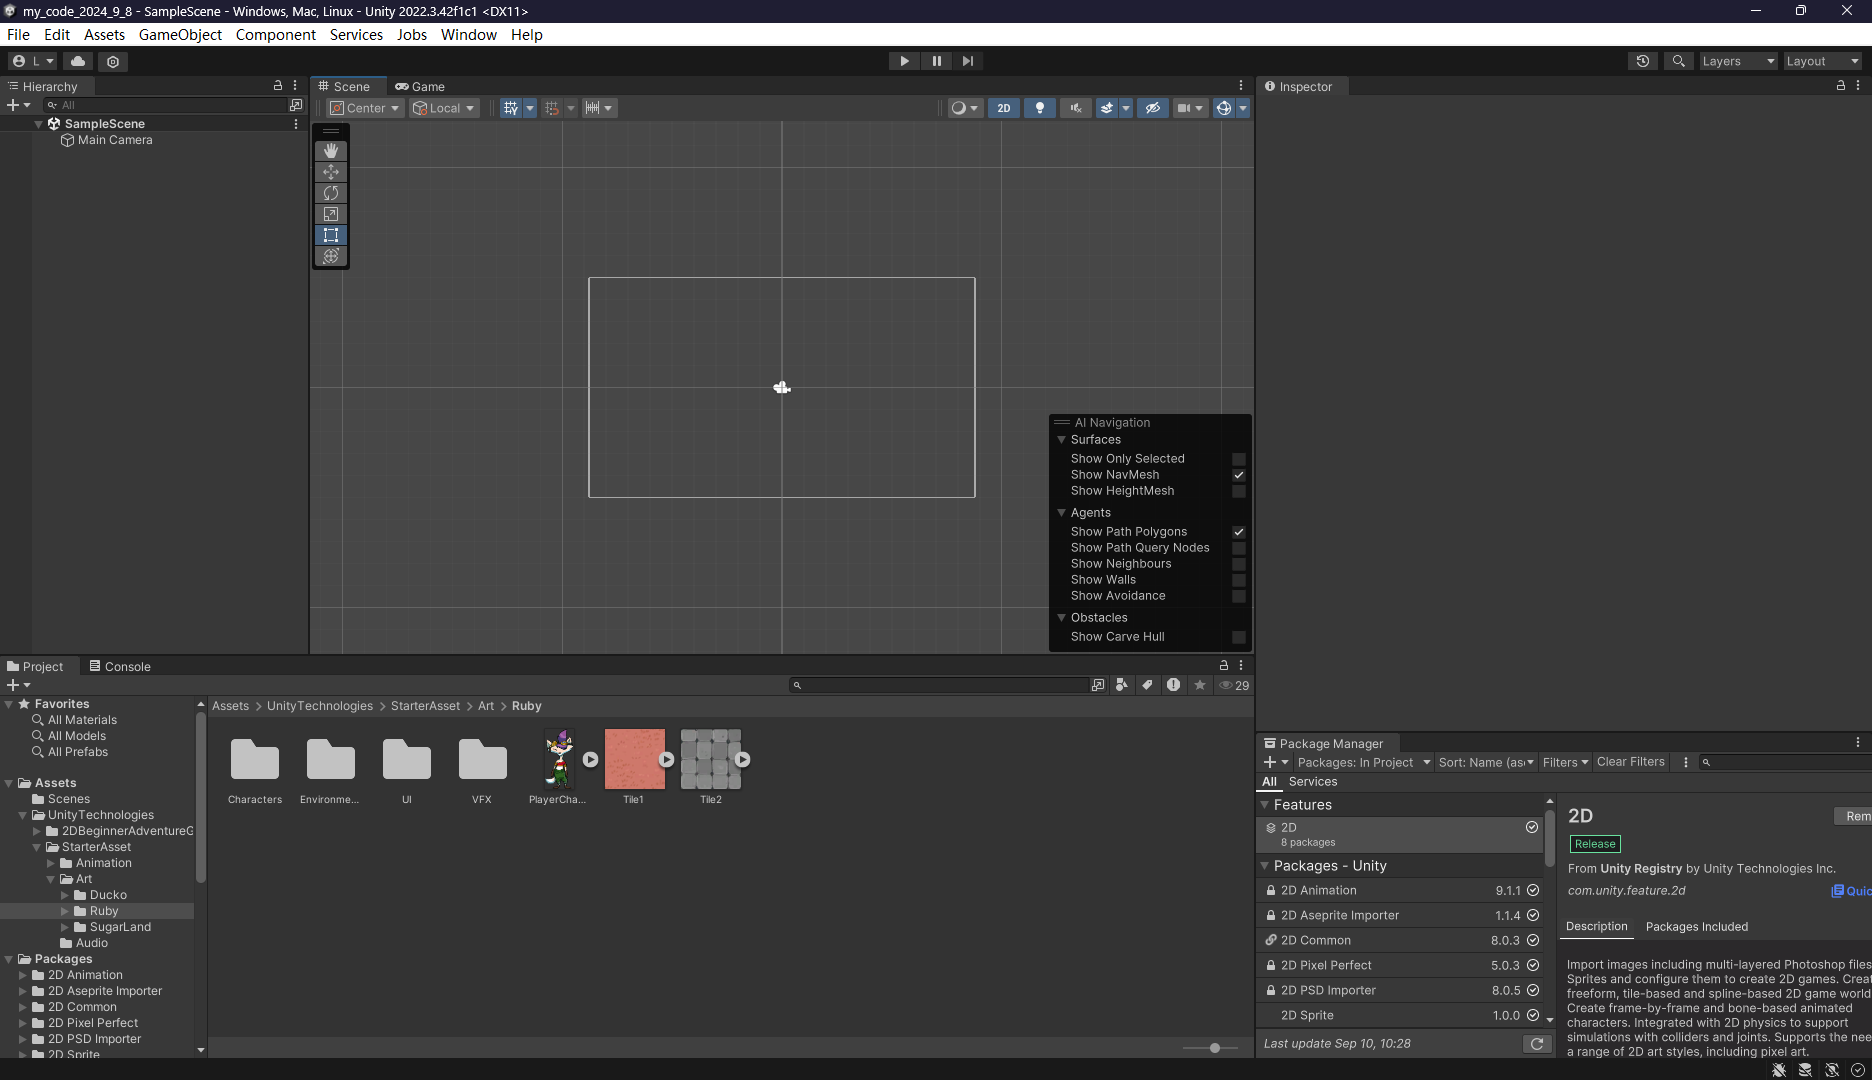 my_code_2024_9_8 - SampleScene - Windows, Mac, Linux - Unity 2022.3.42f1c1 <DX11>
File Edit Assets GameObject Component Services Jobs Window Help
L
Layers
Layout
Hierarchy
All
SampleScene
Main Camera
Scene
Game
Center
Local
2D
AI Navigation
Surfaces
Show Only Selected
Show NavMesh
Show HeightMesh
Agents
Show Path Polygons
Show Path Query Nodes
Show Neighbours
Show Walls
Show Avoidance
Obstacles
Show Carve Hull
Inspector
Project
Console
29
Favorites
All Materials
All Models
All Prefabs
Assets
Scenes
UnityTechnologies
2DBeginnerAdventureG
StarterAsset
Animation
Art
Ducko
Ruby
SugarLand
Audio
Packages
2D Animation
2D Aseprite Importer
2D Common
2D Pixel Perfect
2D PSD Importer
2D Sprite
Assets > UnityTechnologies > StarterAsset > Art > Ruby
Characters
Environme...
UI
VFX
PlayerCha...
Tile1
Tile2
Package Manager
Packages: In Project
Sort: Name (as
Filters
Clear Filters
All
Services
Features
2D
8 packages
Packages - Unity
2D Animation 9.1.1
2D Aseprite Importer 1.1.4
2D Common 8.0.3
2D Pixel Perfect 5.0.3
2D PSD Importer 8.0.5
2D Sprite 1.0.0
Last update Sep 10, 10:28
2D
Rem
Release
From Unity Registry by Unity Technologies Inc.
com.unity.feature.2d
Quic
Description
Packages Included
Import images including multi-layered Photoshop files
Sprites and configure them to create 2D games. Creat
freeform, tile-based and spline-based 2D game world
Create frame-by-frame and bone-based animated
characters. Integrated with 2D physics to support
simulations with colliders and joints. Supports the nee
a range of 2D art styles, including pixel art.